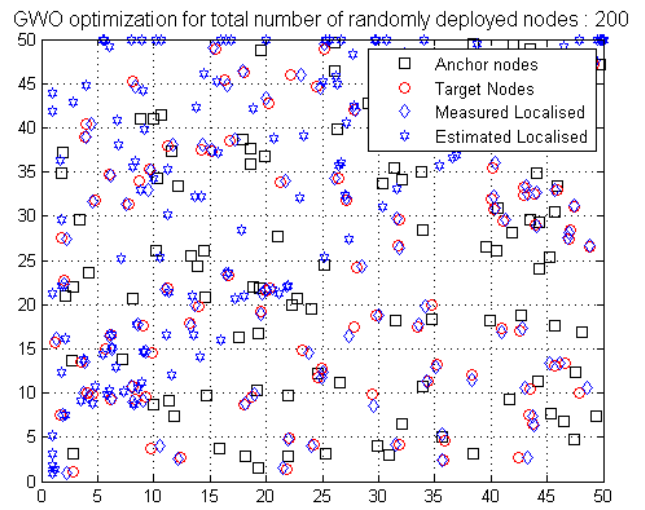 GWO optimization for total number of randomly deployed nodes : 200
50
45
40
35
30
25
20
15
10
5
0
Anchor nodes
Target Nodes
Measured Localised
Estimated Localised
0 5 10 15 20 25 30 35 40 45 50